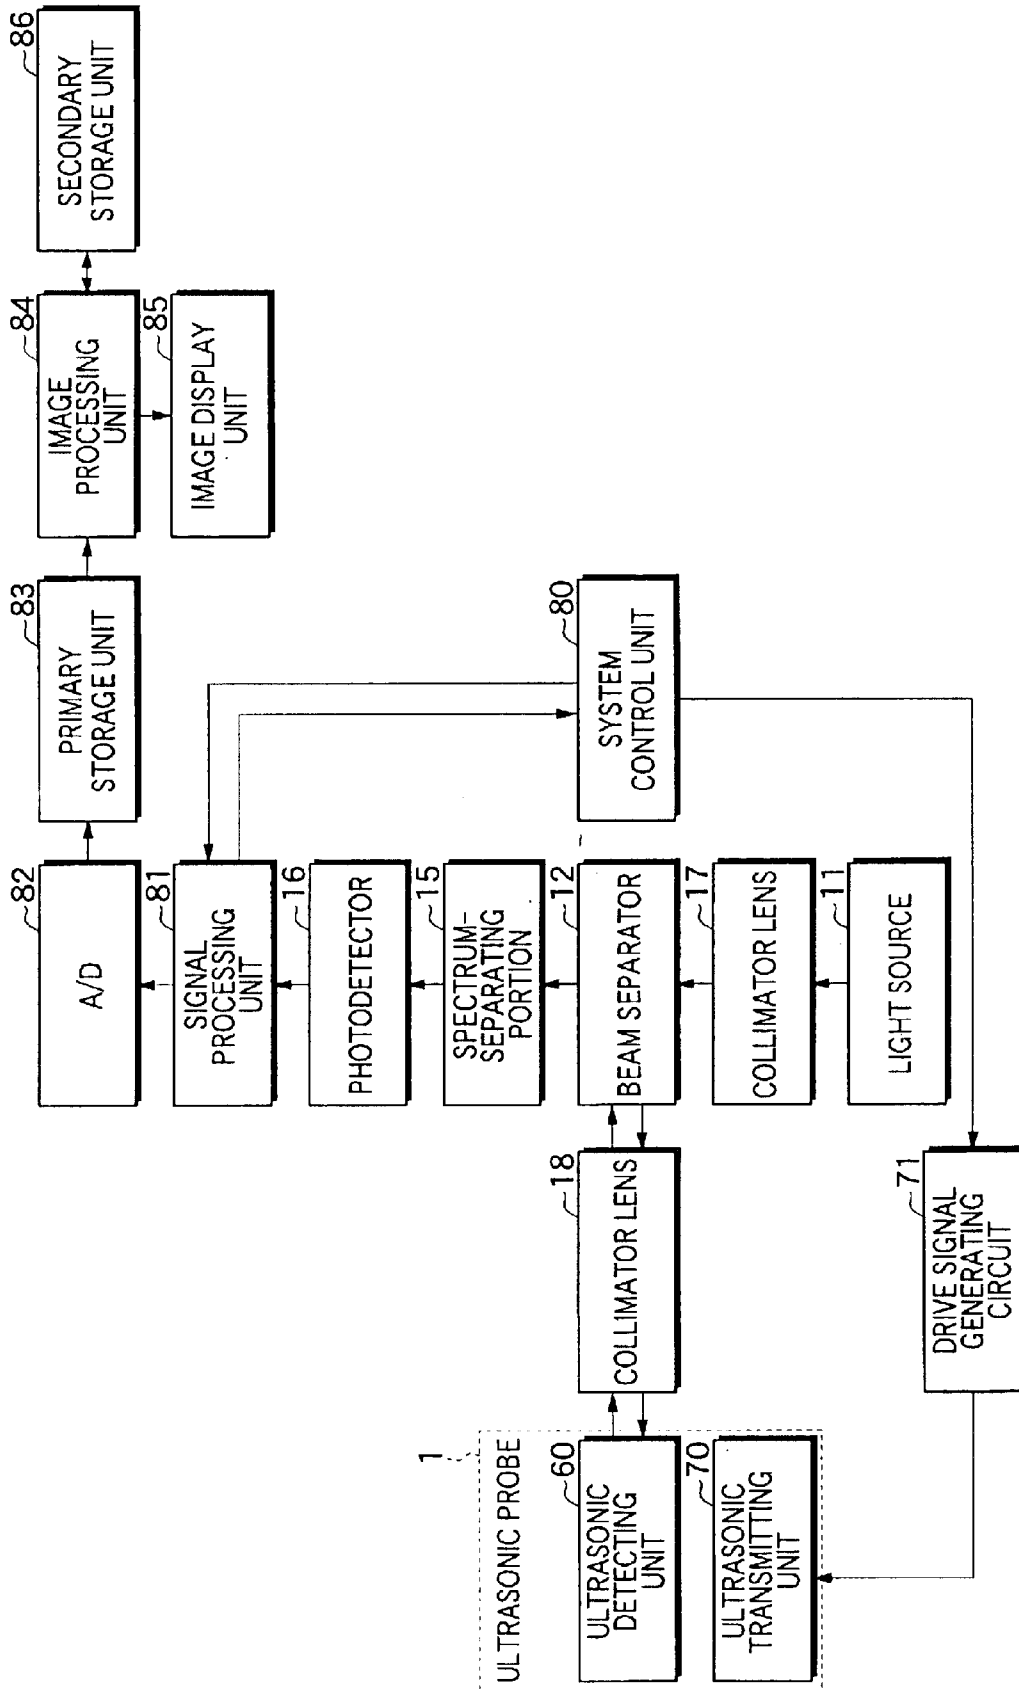 86
SECONDARY
STORAGE UNIT
84
IMAGE
PROCESSING
UNIT
85
IMAGE DISPLAY
UNIT
83
PRIMARY
STORAGE UNIT
80
SYSTEM
CONTROL UNIT
82
A/D
81
SIGNAL
PROCESSING
UNIT
16
PHOTODETECTOR
15
SPECTRUM-
SEPARATING
PORTION
12
BEAM SEPARATOR
17
COLLIMATOR LENS
11
LIGHT SOURCE
18
COLLIMATOR LENS
71
DRIVE SIGNAL
GENERATING
CIRCUIT
1
ULTRASONIC PROBE
60
ULTRASONIC
DETECTING
UNIT
70
ULTRASONIC
TRANSMITTING
UNIT